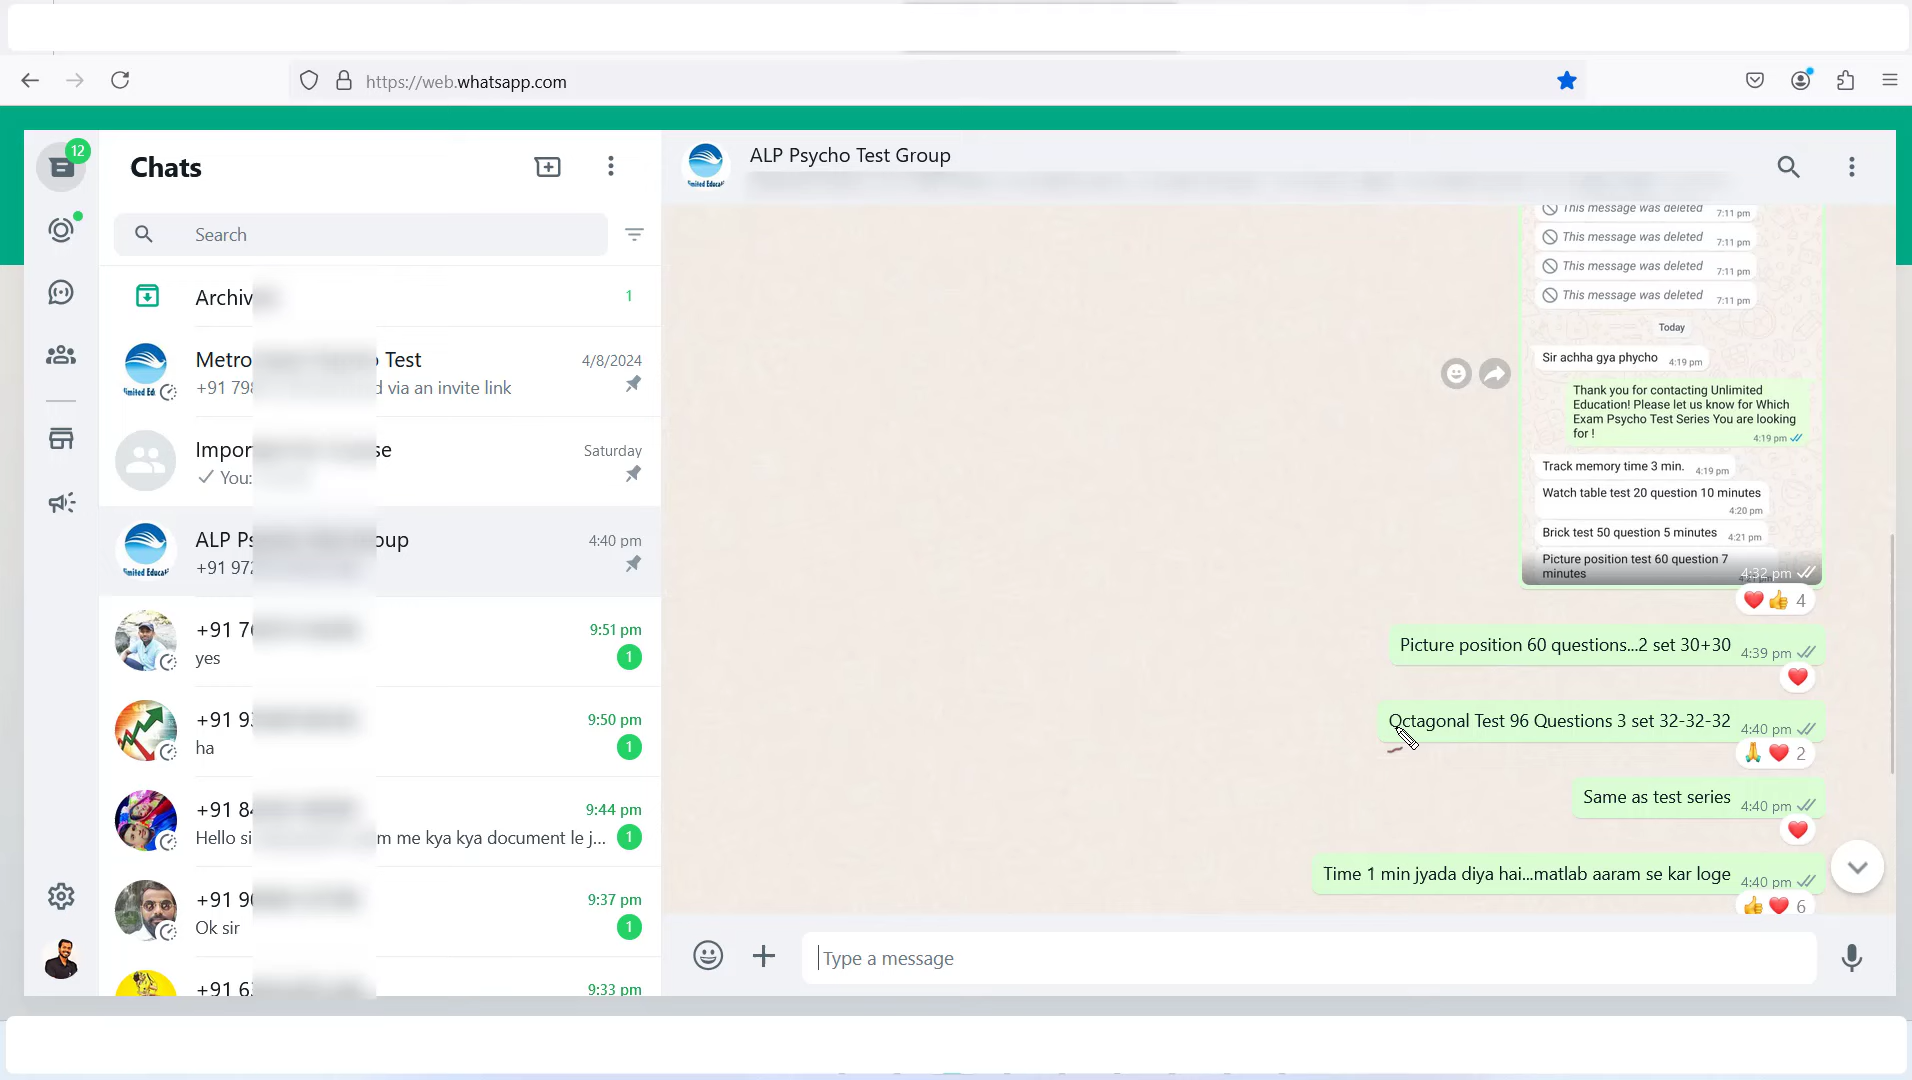 https://web.whatsapp.com
12
Chats
ALP Psycho Test Group
Search
Archiv
1
Metro Test
4/8/2024
+91 798 d via an invite link
Impor se
Saturday
You:
ALP Ps oup
4:40 pm
+91 972
+91 7
9:51 pm
yes
1
+91 93
9:50 pm
ha
1
+91 84
9:44 pm
Hello si m me kya kya document le j...
1
+91 90
9:37 pm
Ok sir
1
+91 63
9:33 pm
This message was deleted 7:11 pm
This message was deleted 7:11 pm
This message was deleted 7:11 pm
This message was deleted 7:11 pm
Today
Sir achha gya phycho 4:19 pm
Thank you for contacting Unlimited
Education! Please let us know for Which
Exam Psycho Test Series You are looking
for !
4:19 pm
Track memory time 3 min. 4:19 pm
Watch table test 20 question 10 minutes
4:20 pm
Brick test 50 question 5 minutes 4:21 pm
Picture position test 60 question 7
minutes
4:32 pm
4
Picture position 60 questions...2 set 30+30 4:39 pm
Octagonal Test 96 Questions 3 set 32-32-32 4:40 pm
2
Same as test series 4:40 pm
Time 1 min jyada diya hai...matlab aaram se kar loge 4:40 pm
6
Type a message